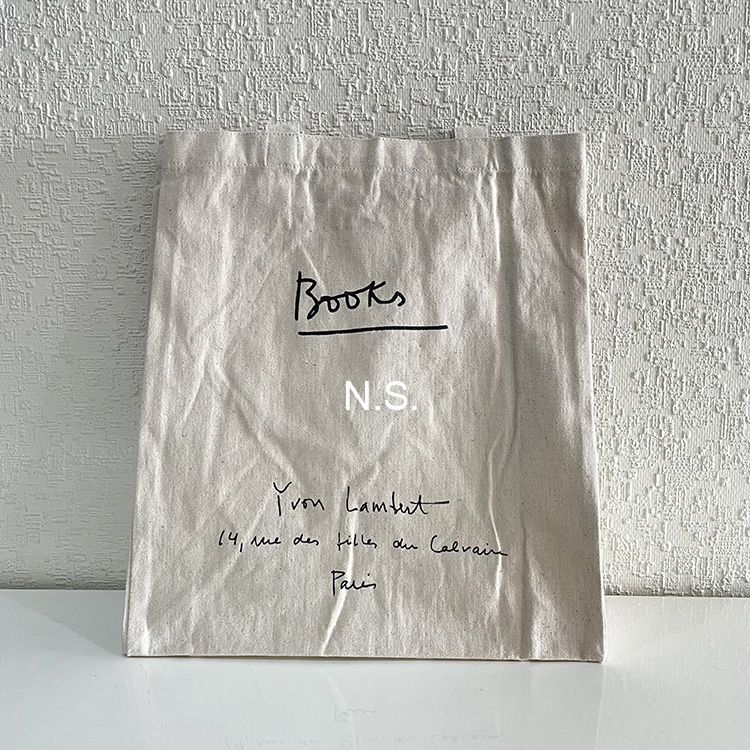 Books
N.S.
Yvon Lambert
14, rue des filles du Calvaire
Paris